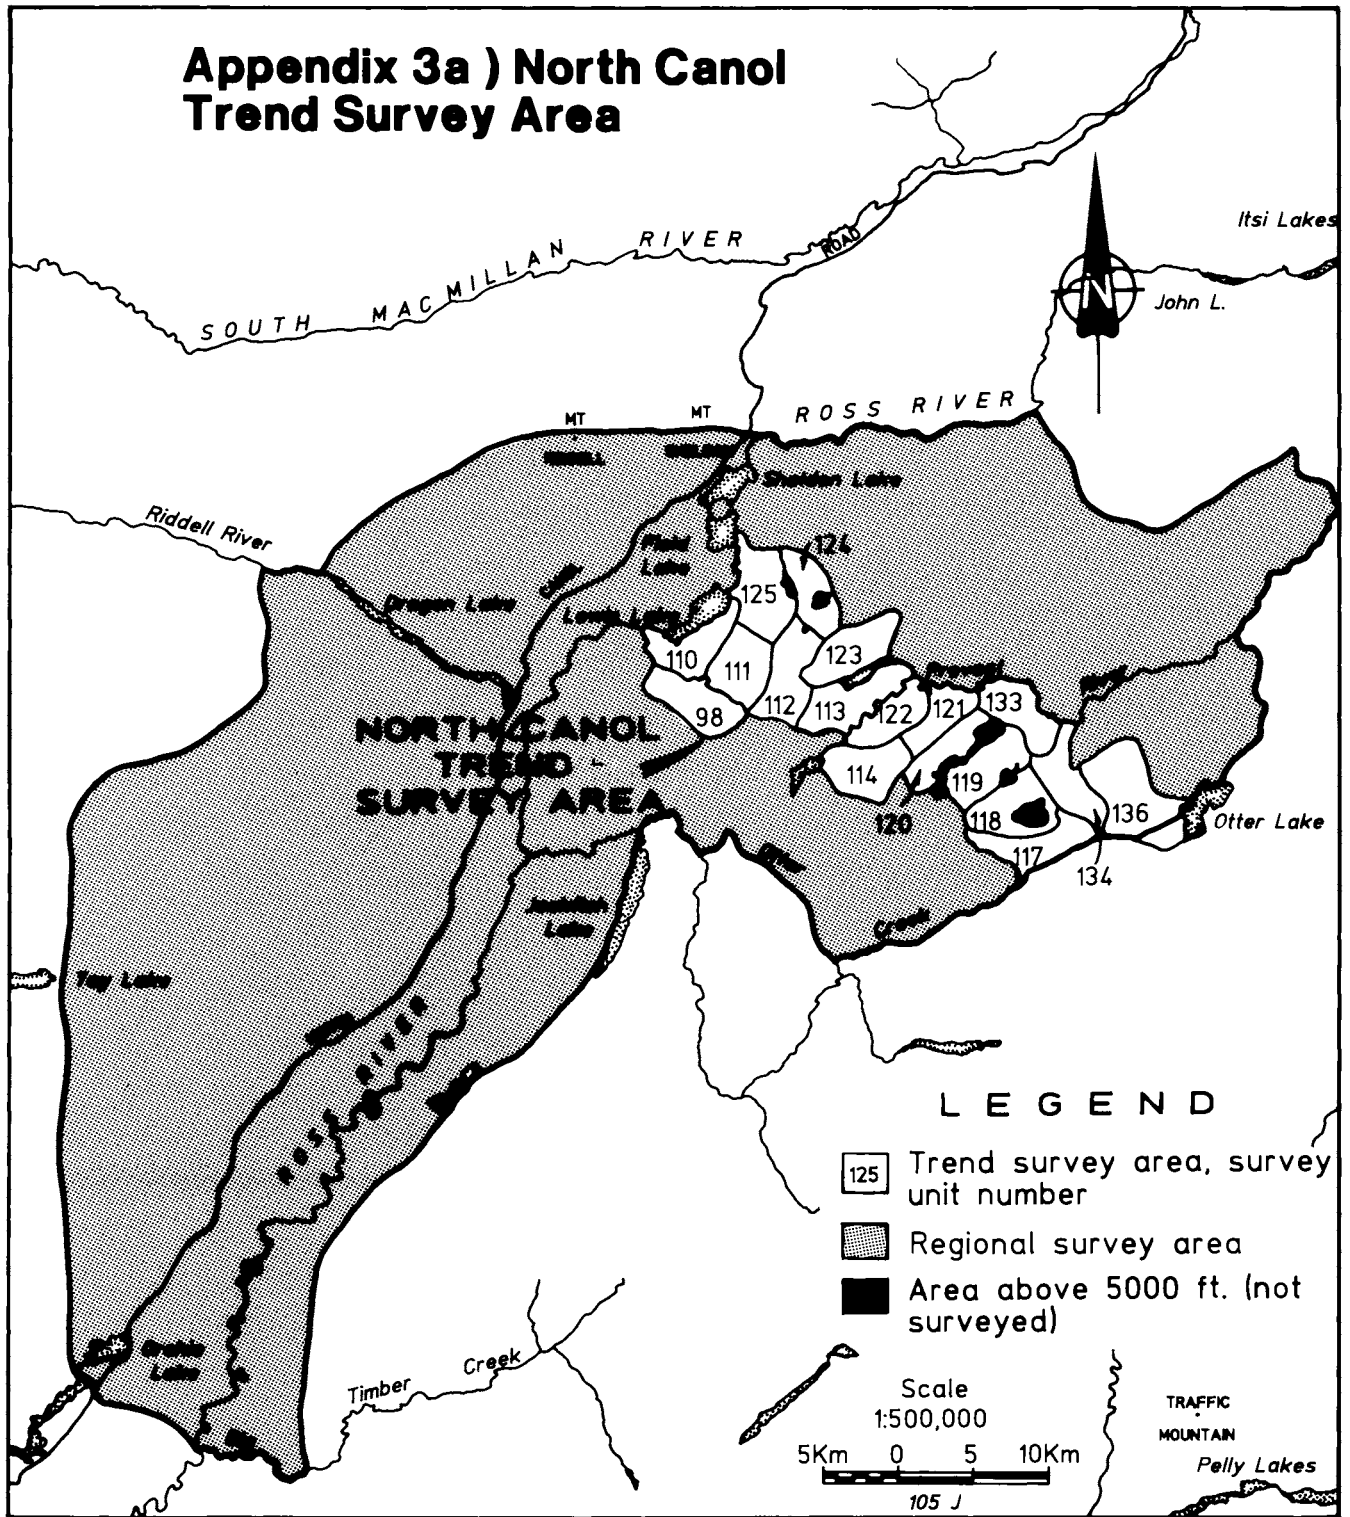 Appendix 3a ) North Canol
Trend Survey Area
Itsi Lakes
SOUTH MACMILLAN RIVER
ROAD
N
John L.
MT
MT
ROSS RIVER
Sheldon Lake
Riddell River
Field
Lake
124
Dragon Lake
125
Lewis Lake
110
111
123
112
113
122
121
133
98
NORTH CANOL
TREND -
SURVEY AREA
114
119
120
118
136
Otter Lake
117
134
River
Creek
Lake
Tay Lake
ROSS RIVER
LEGEND
125 Trend survey area, survey
unit number
Regional survey area
Area above 5000 ft. (not
surveyed)
Lake
Timber Creek
Scale
1:500,000
5Km 0 5 10Km
105 J
TRAFFIC
MOUNTAIN
Pelly Lakes